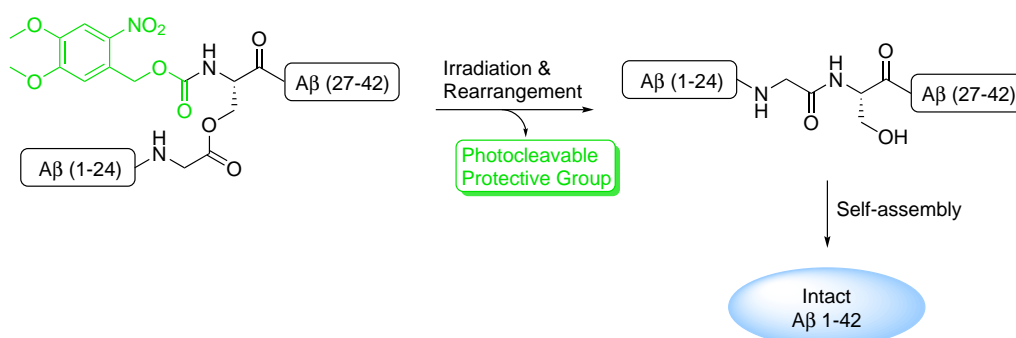 NO₂
O
O
O
O
H
N
O
Aβ (27-42)
O
Aβ (1-24)
H
N
O
Irradiation &
Rearrangement
Photocleavable
Protective Group
Aβ (1-24)
N
H
O
H
N
O
Aβ (27-42)
OH
Self-assembly
Intact
Aβ 1-42